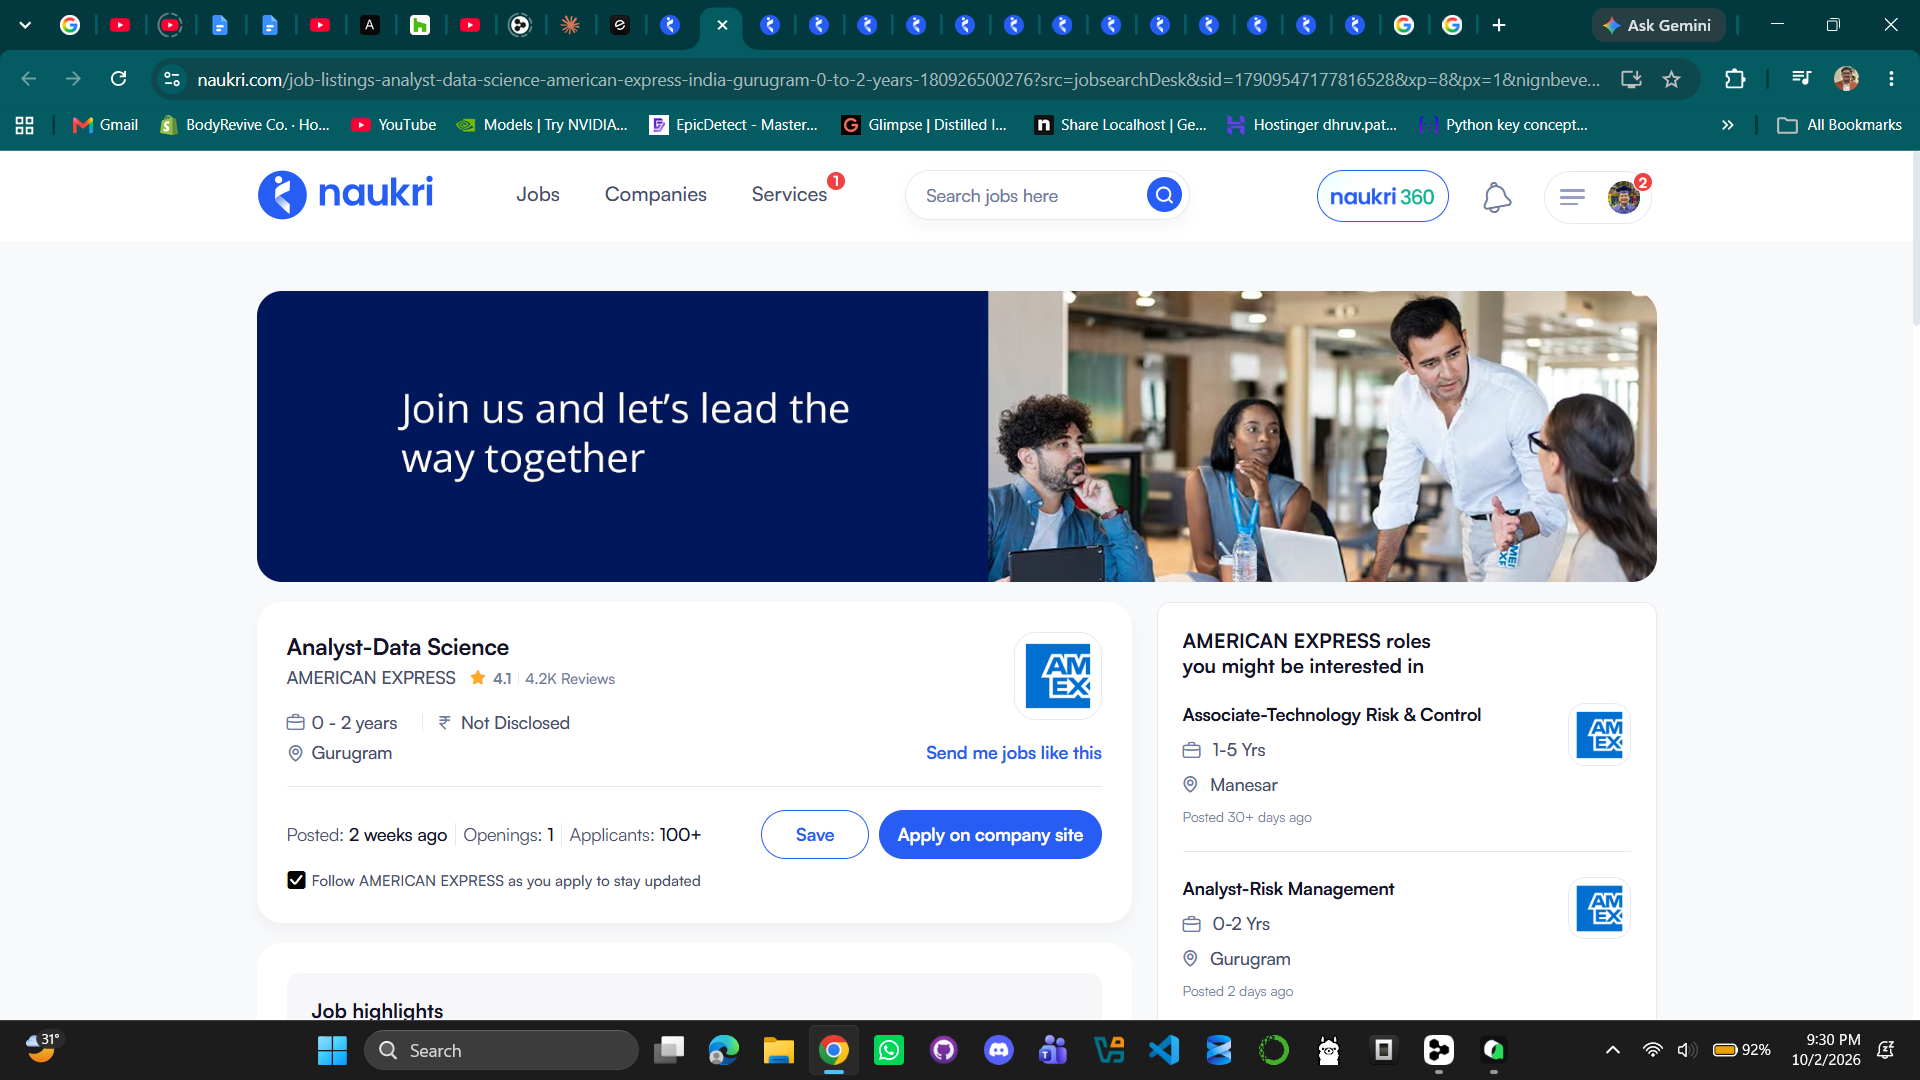 Ask Gemini
naukri.com/job-listings-analyst-data-science-american-express-india-gurugram-0-to-2-years-180926500276?src=jobsearchDesk&sid=17909547177816528&xp=8&px=1&nignbeve...
Gmail
BodyRevive Co. · Ho...
YouTube
Models | Try NVIDIA...
EpicDetect - Master...
Glimpse | Distilled I...
Share Localhost | Ge...
Hostinger dhruv.pat...
Python key concept...
All Bookmarks
naukri
Jobs
Companies
Services
1
Search jobs here
naukri 360
2
Join us and let's lead the
way together
Analyst-Data Science
AMERICAN EXPRESS
4.1
4.2K Reviews
0 - 2 years
₹ Not Disclosed
Gurugram
Send me jobs like this
AM
EX
Posted: 2 weeks ago
Openings: 1
Applicants: 100+
Save
Apply on company site
Follow AMERICAN EXPRESS as you apply to stay updated
Job highlights
AMERICAN EXPRESS roles
you might be interested in
Associate-Technology Risk & Control
1-5 Yrs
Manesar
Posted 30+ days ago
AM
EX
Analyst-Risk Management
0-2 Yrs
Gurugram
Posted 2 days ago
AM
EX
31°
Search
92%
9:30 PM
10/2/2026